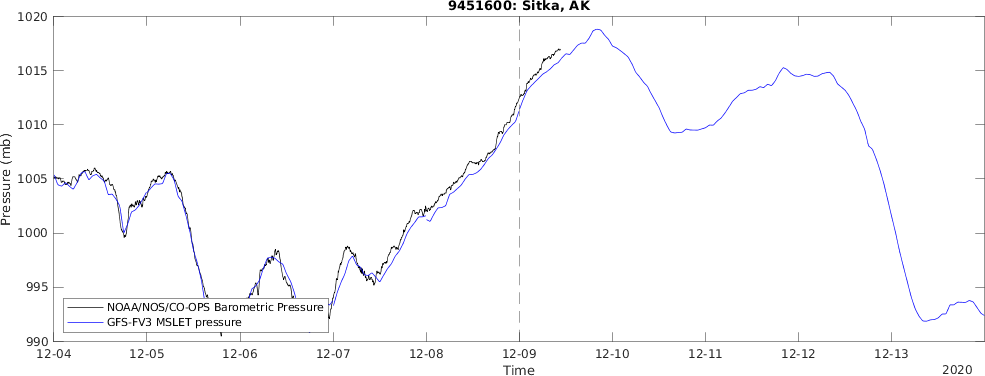 9451600: Sitka, AK
1020
1015
1010
1005
1000
995
990
Pressure (mb)
NOAA/NOS/CO-OPS Barometric Pressure
GFS-FV3 MSLET pressure
12-04 12-05 12-06 12-07 12-08 12-09 12-10 12-11 12-12 12-13
Time
2020